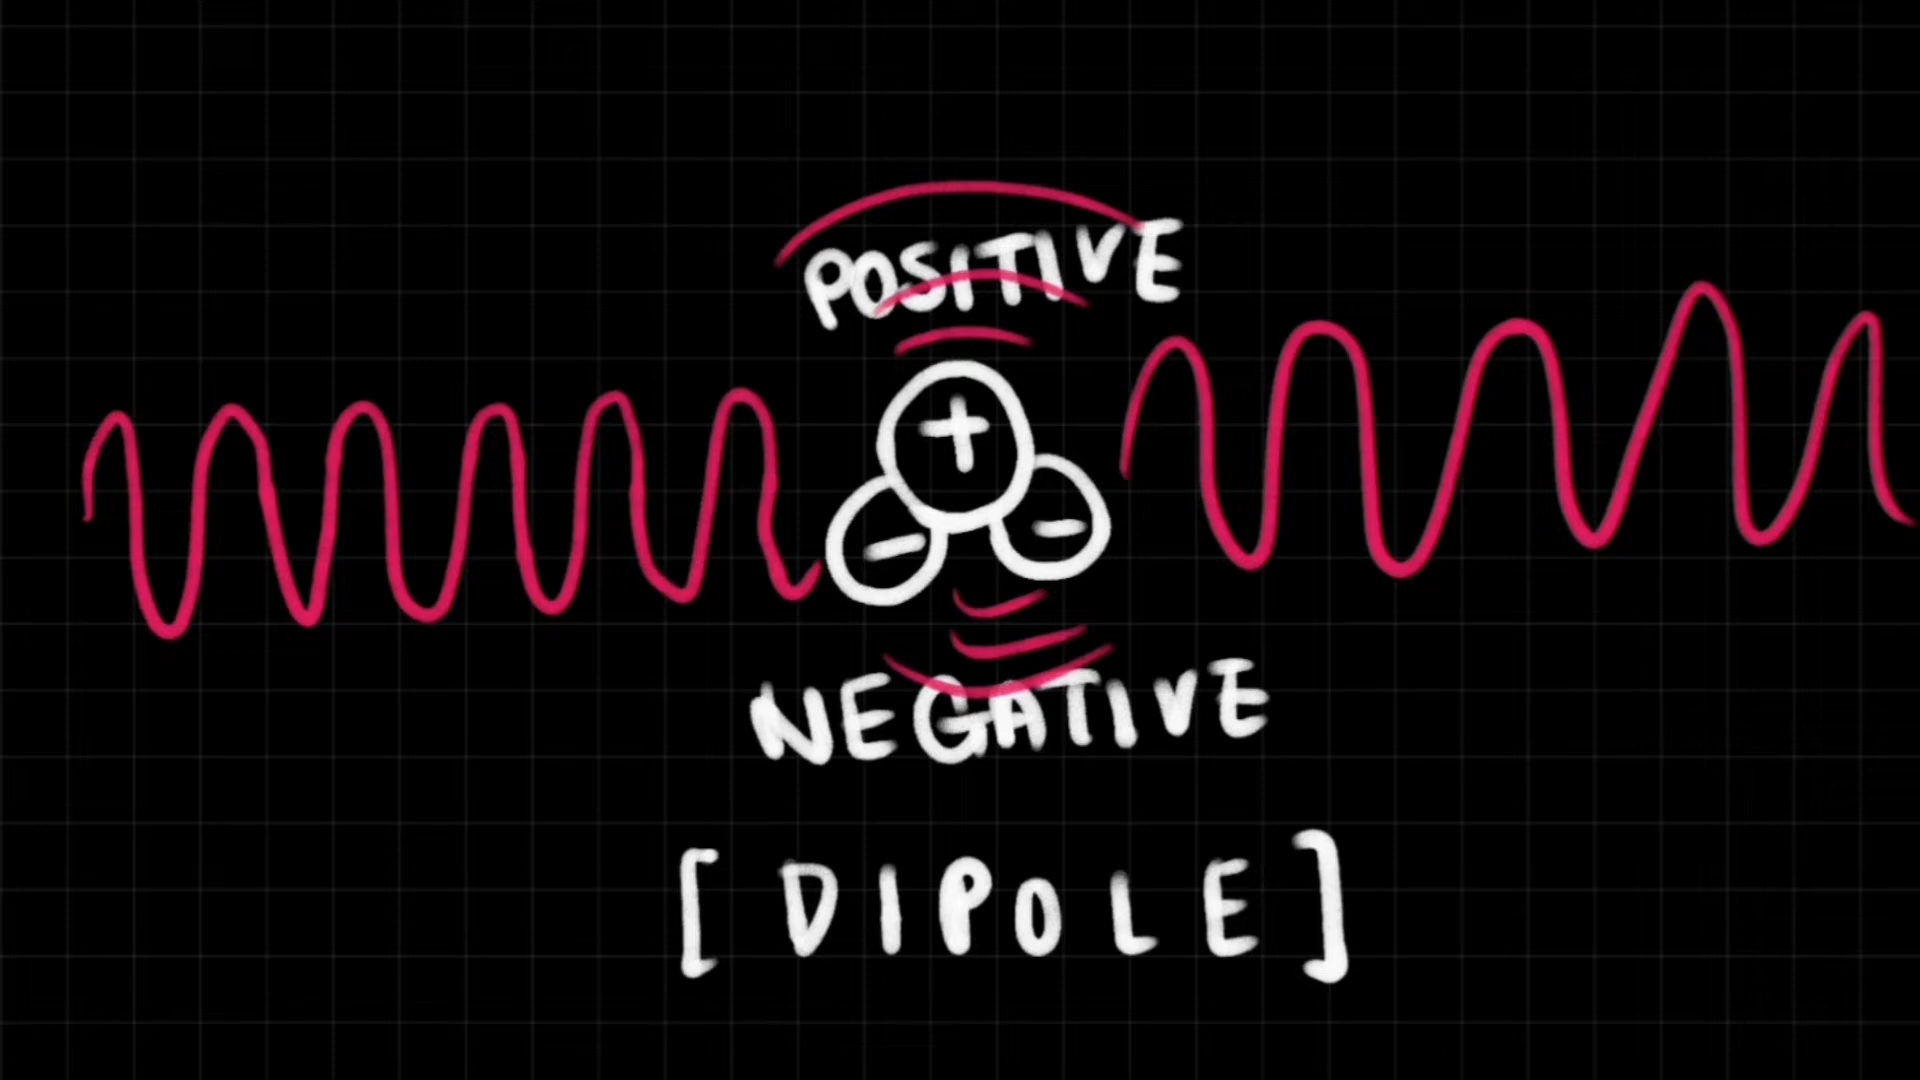 POSITIVE
+
- -
NEGATIVE
[DIPOLE]